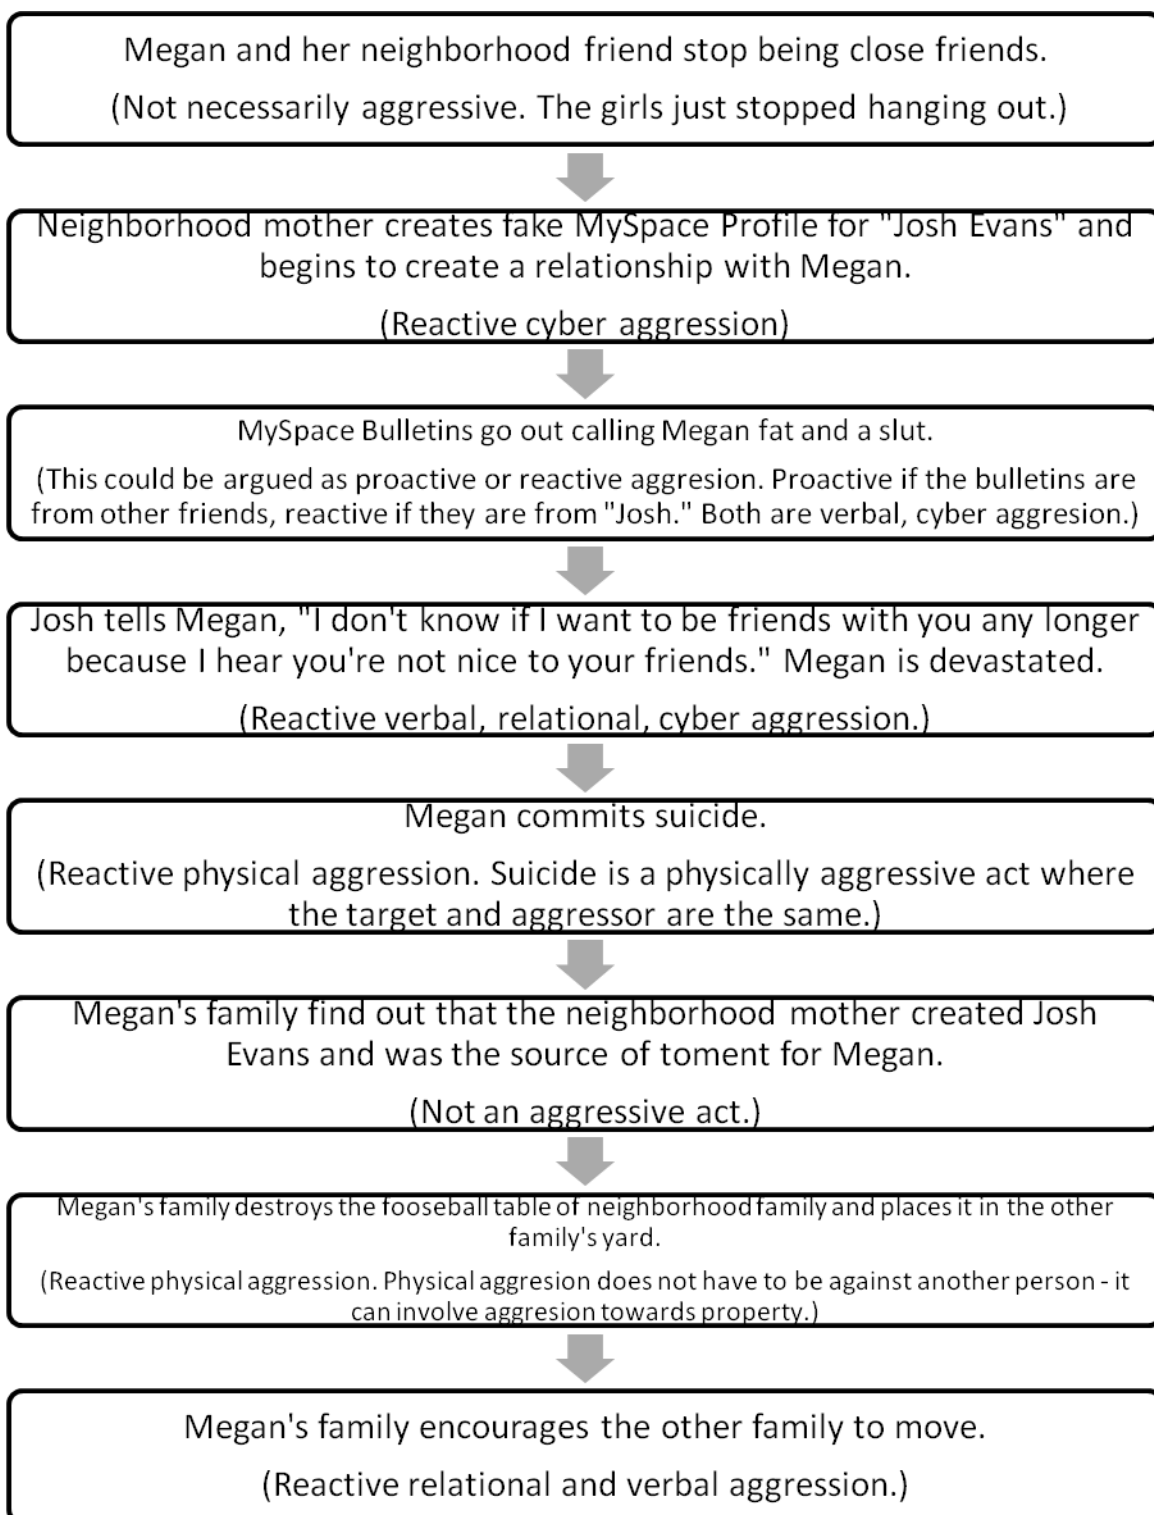 Megan and her neighborhood friend stop being close friends.
(Not necessarily aggressive. The girls just stopped hanging out.)
Neighborhood mother creates fake MySpace Profile for "Josh Evans" and
begins to create a relationship with Megan.
(Reactive cyber aggression)
MySpace Bulletins go out calling Megan fat and a slut.
(This could be argued as proactive or reactive aggresion. Proactive if the bulletins are
from other friends, reactive if they are from "Josh." Both are verbal, cyber aggresion.)
Josh tells Megan, "I don't know if I want to be friends with you any longer
because I hear you're not nice to your friends." Megan is devastated.
(Reactive verbal, relational, cyber aggression.)
Megan commits suicide.
(Reactive physical aggression. Suicide is a physically aggressive act where
the target and aggressor are the same.)
Megan's family find out that the neighborhood mother created Josh
Evans and was the source of toment for Megan.
(Not an aggressive act.)
Megan's family destroys the fooseball table of neighborhood family and places it in the other
family's yard.
(Reactive physical aggression. Physical aggresion does not have to be against another person - it
can involve aggresion towards property.)
Megan's family encourages the other family to move.
(Reactive relational and verbal aggression.)